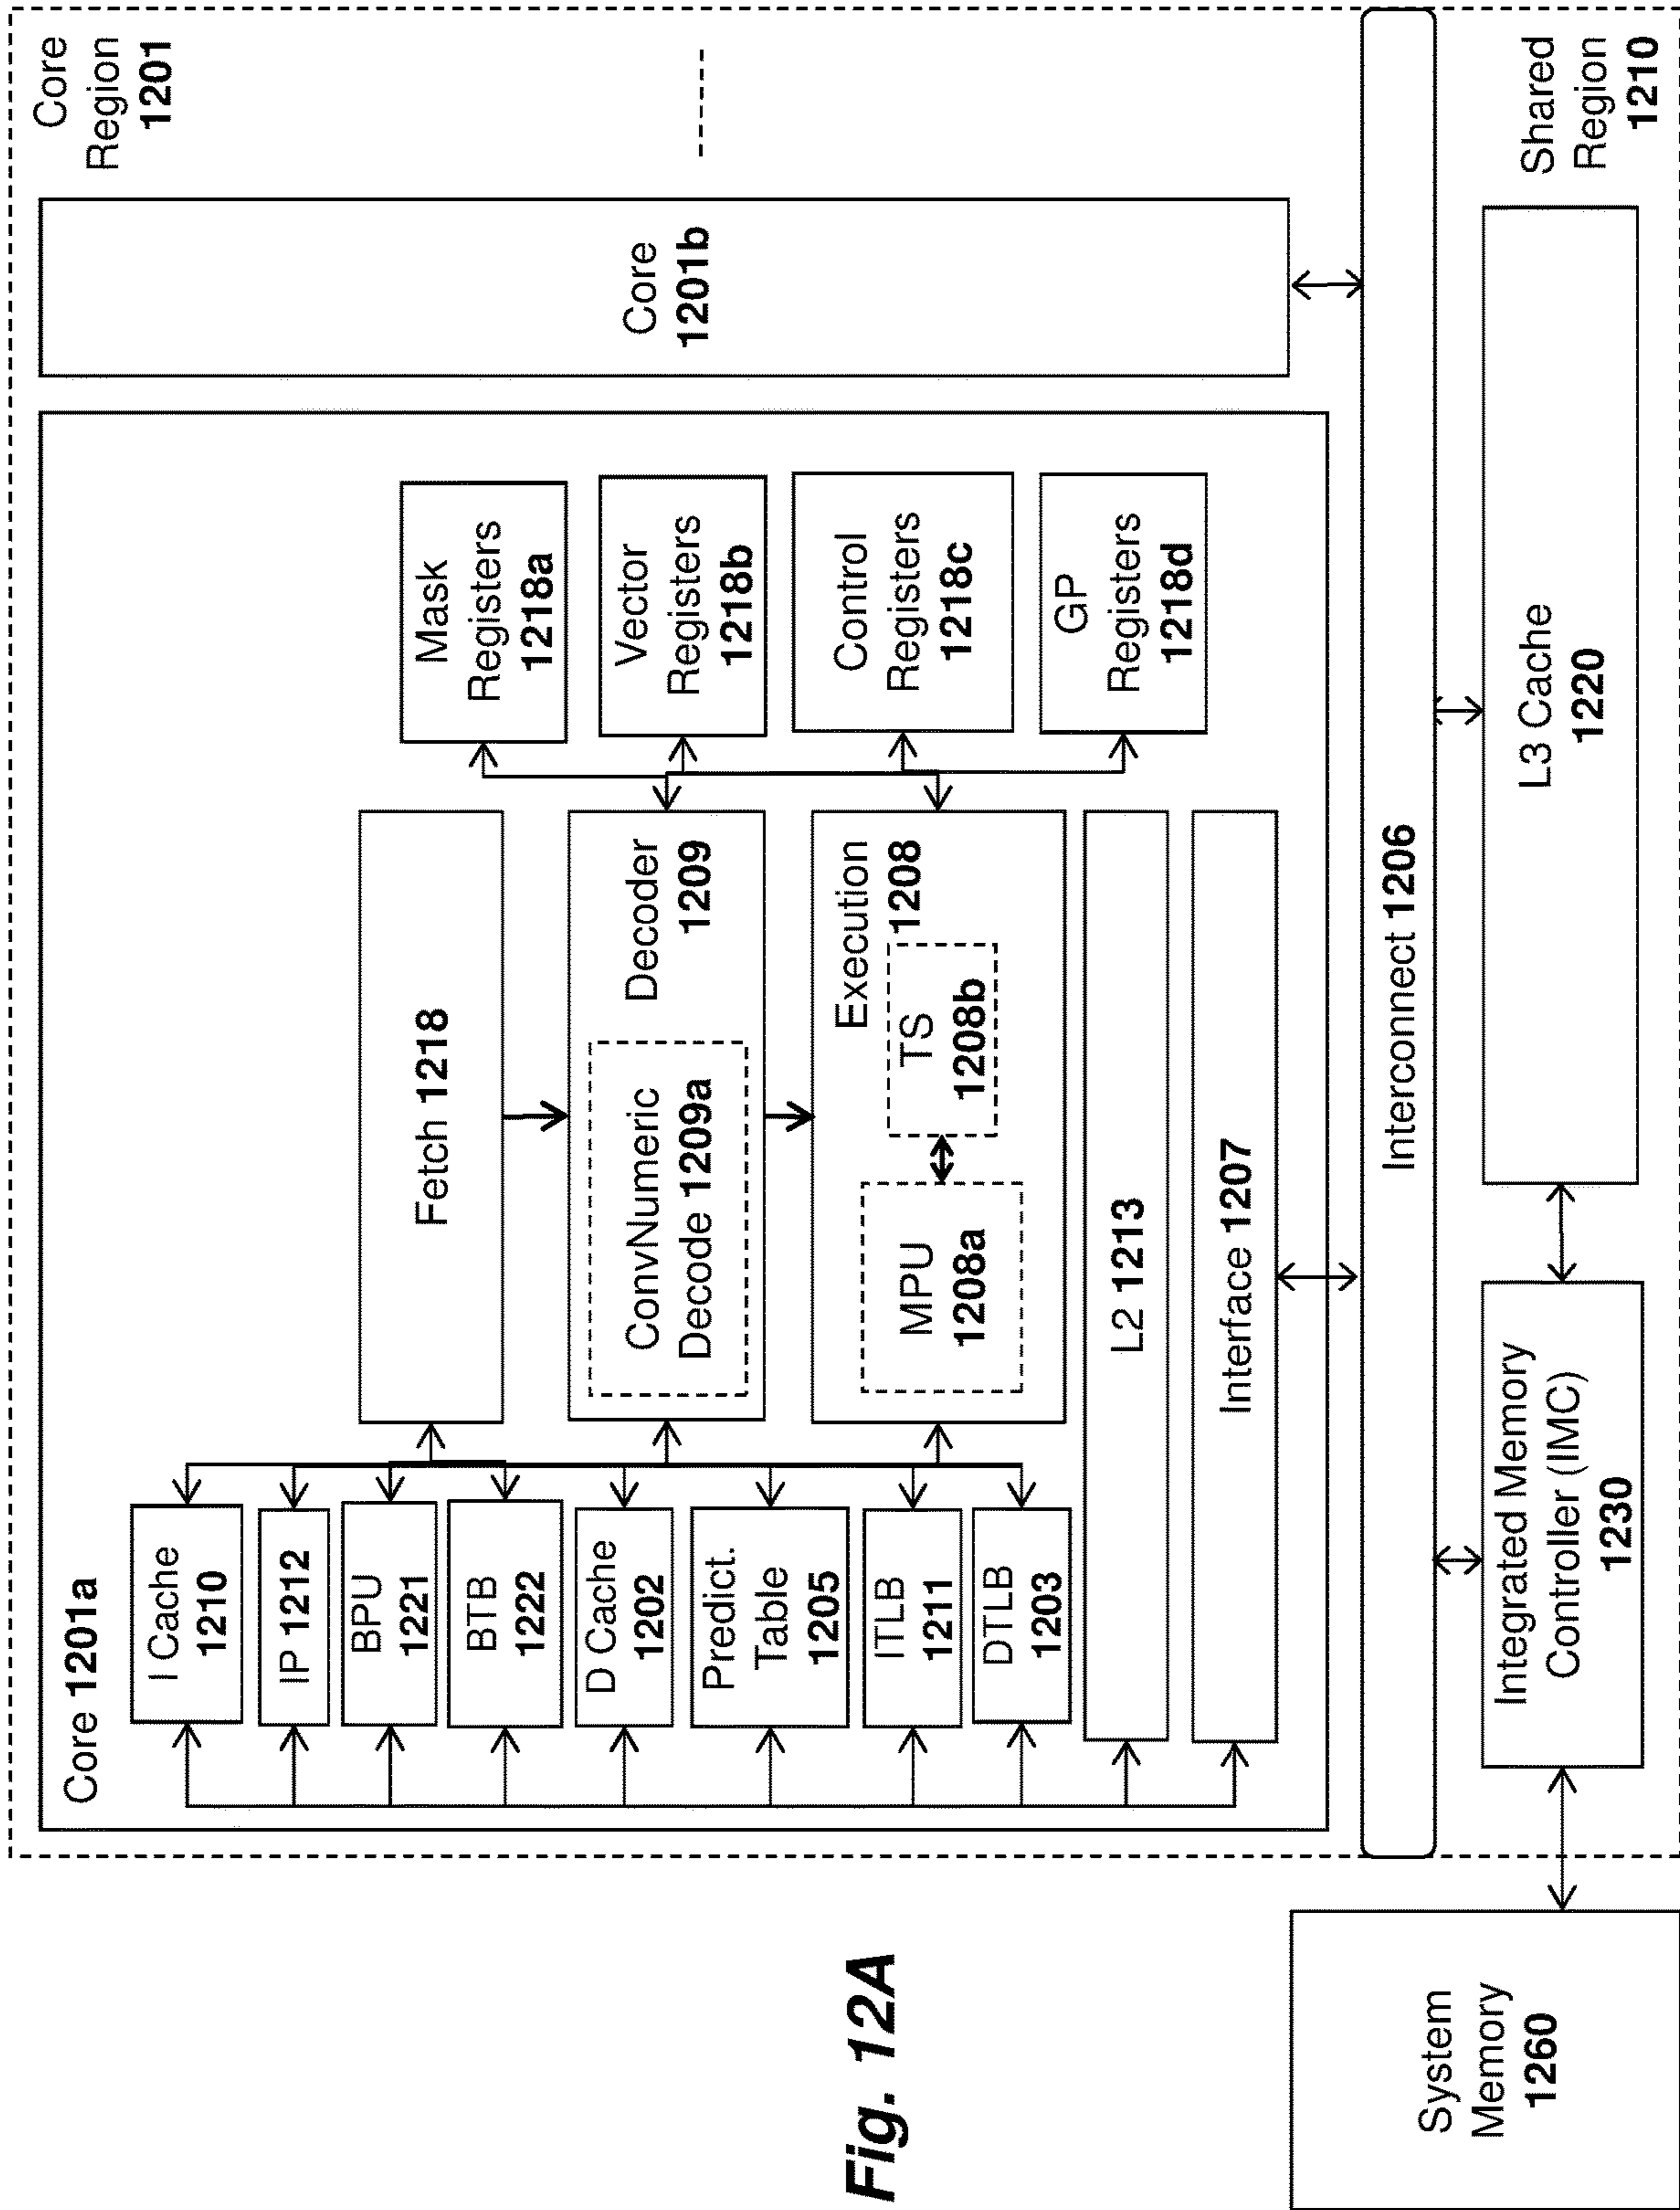 Core
Region
1201
Core 1201a
I Cache
1210
IP 1212
BPU
1221
BTB
1222
D Cache
1202
Predict.
Table
1205
ITLB
1211
DTLB
1203
Fetch 1218
Decoder
1209
ConvNumeric
Decode 1209a
Execution
1208
MPU
1208a
TS
1208b
L2 1213
Interface 1207
Mask
Registers
1218a
Vector
Registers
1218b
Control
Registers
1218c
GP
Registers
1218d
Core
1201b
Interconnect 1206
Integrated Memory
Controller (IMC)
1230
L3 Cache
1220
Shared
Region
1210
System
Memory
1260
Fig. 12A